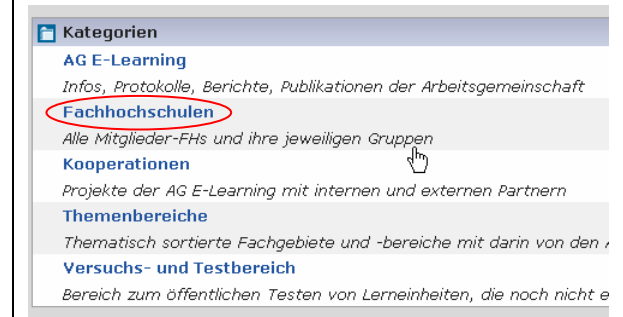 Kategorien
AG E-Learning
Infos, Protokolle, Berichte, Publikationen der Arbeitsgemeinschaft
Fachhochschulen
Alle Mitglieder-FHs und ihre jeweiligen Gruppen
Kooperationen
Projekte der AG E-Learning mit internen und externen Partnern
Themenbereiche
Thematisch sortierte Fachgebiete und -bereiche mit darin von den
Versuchs- und Testbereich
Bereich zum öffentlichen Testen von Lerneinheiten, die noch nicht